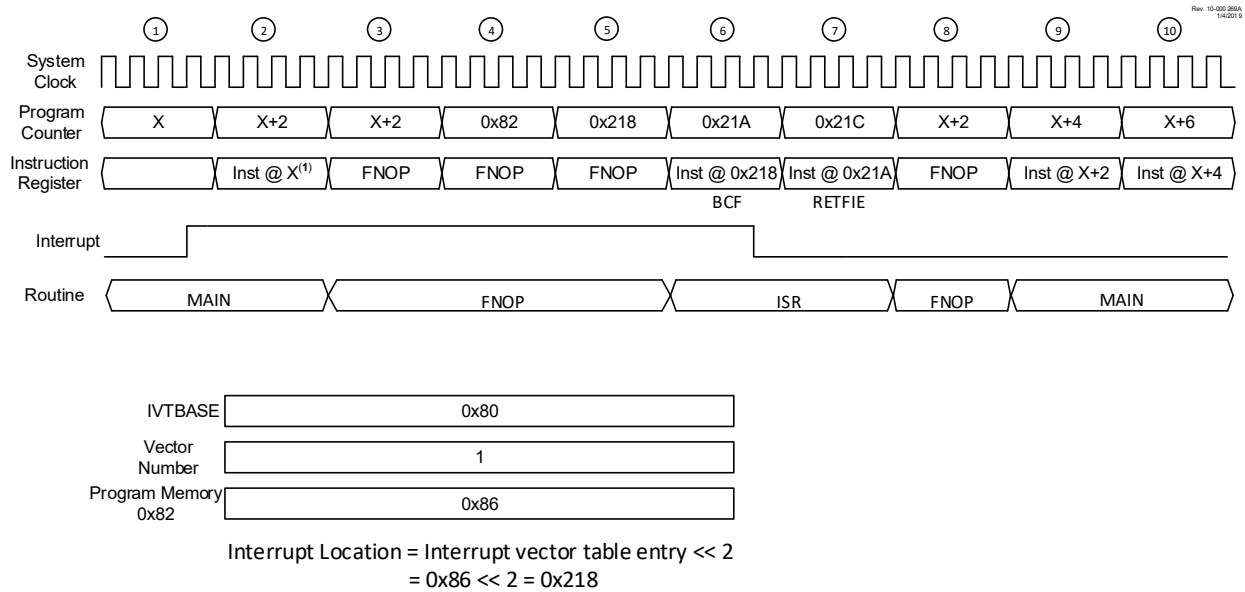 Rev. 10-000 269A
1/4/201 9
1 2 3 4 5 6 7 8 9 10
System
Clock
Program
Counter
X X+2 X+2 0x82 0x218 0x21A 0x21C X+2 X+4 X+6
Instruction
Register
Inst @ X(1) FNOP FNOP FNOP Inst @ 0x218 Inst @ 0x21A FNOP Inst @ X+2 Inst @ X+4
BCF RETFIE
Interrupt
Routine MAIN FNOP ISR FNOP MAIN
IVTBASE 0x80
Vector
Number
1
Program Memory
0x82
0x86
Interrupt Location = Interrupt vector table entry << 2
= 0x86 << 2 = 0x218